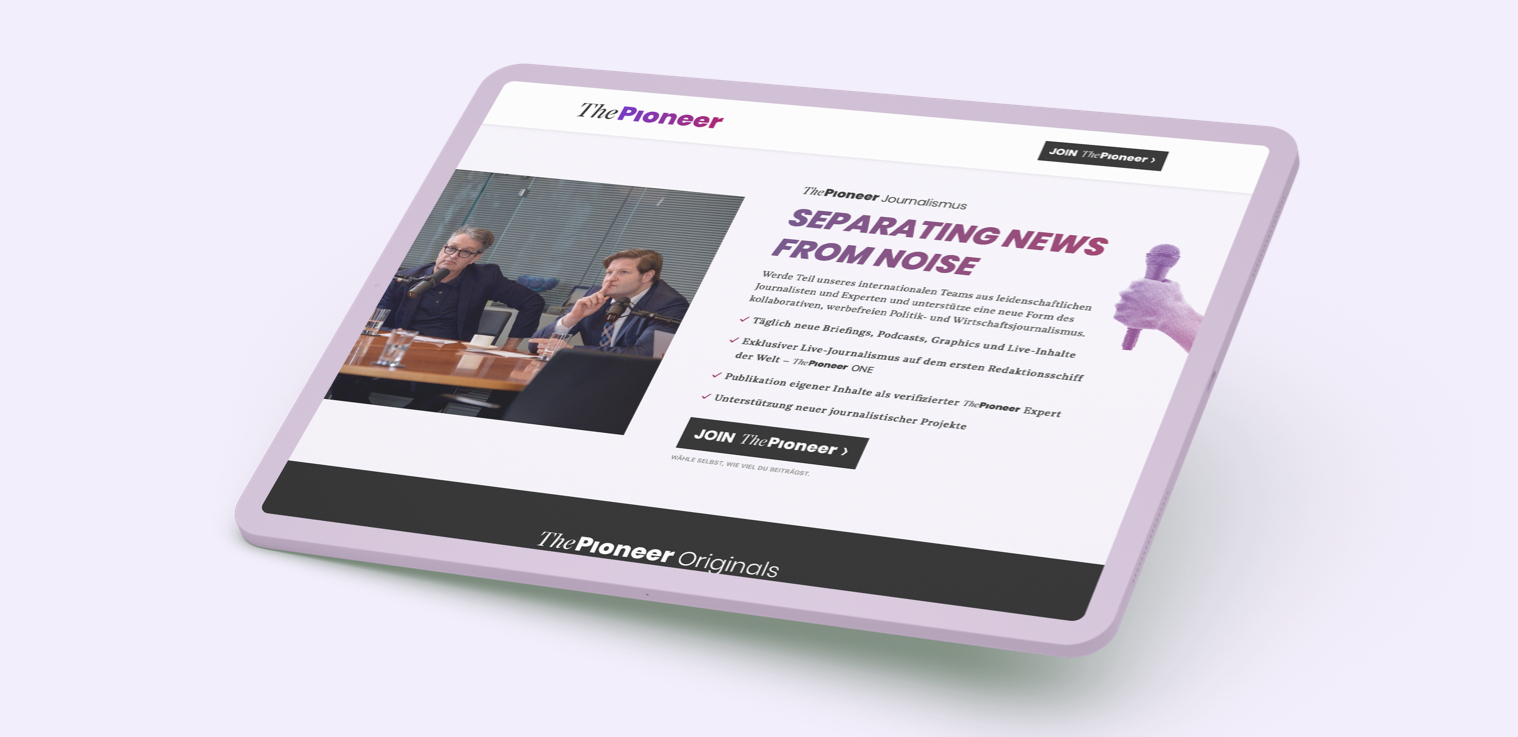 ThePioneer
JOIN ThePioneer ›
ThePioneer Journalismus
SEPARATING NEWS
FROM NOISE
Werde Teil unseres internationalen Teams aus leidenschaftlichen
Journalisten und Experten und unterstütze eine neue Form des
kollaborativen, werbefreien Politik- und Wirtschaftsjournalismus.
✓ Täglich neue Briefings, Podcasts, Graphics und Live-Inhalte
✓ Exklusiver Live-Journalismus auf dem ersten Redaktionsschiff
der Welt – ThePioneer ONE
✓ Publikation eigener Inhalte als verifizierter ThePioneer Expert
✓ Unterstützung neuer journalistischer Projekte
JOIN ThePioneer ›
WÄHLE SELBST, WIE VIEL DU BEITRÄGST.
ThePioneer Originals